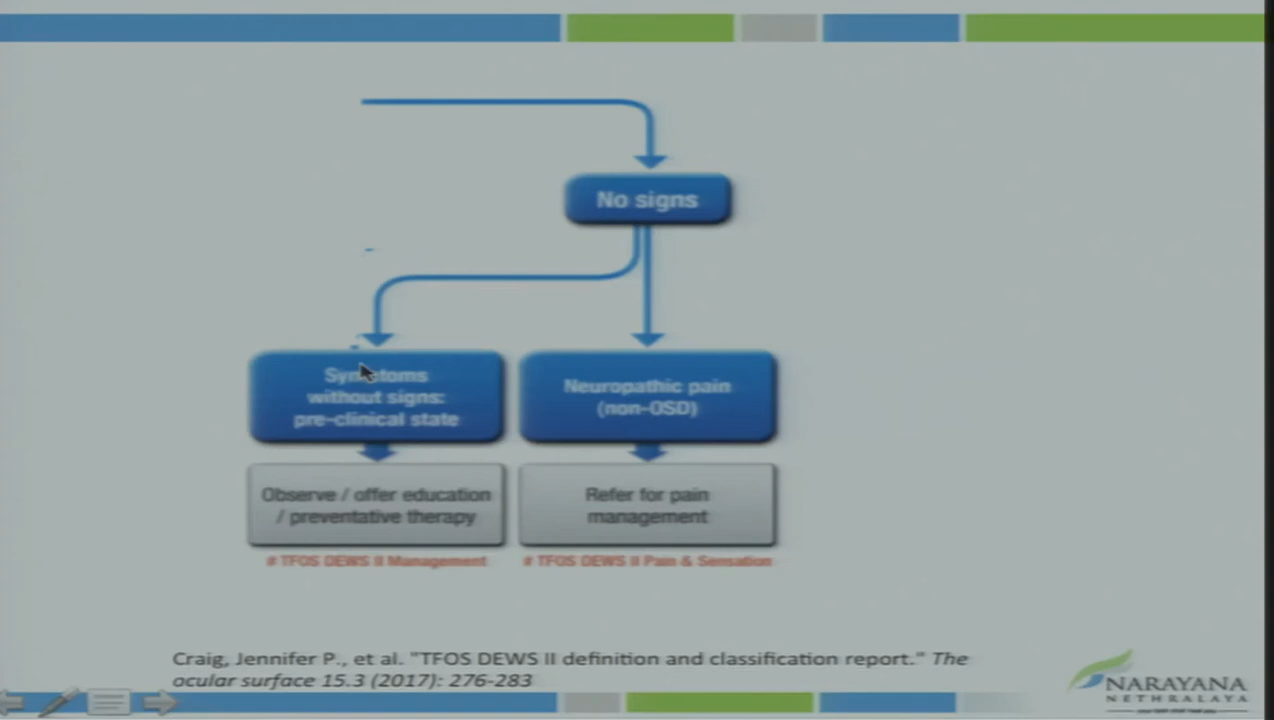 No signs
Symptoms
without signs:
pre-clinical state
Neuropathic pain
(non-OSD)
Observe / offer education
/ preventative therapy
Refer for pain
management
# TFOS DEWS II Management
# TFOS DEWS II Pain & Sensation
Craig, Jennifer P., et al. "TFOS DEWS II definition and classification report." The
ocular surface 15.3 (2017): 276-283
NARAYANA
NETHRALAYA